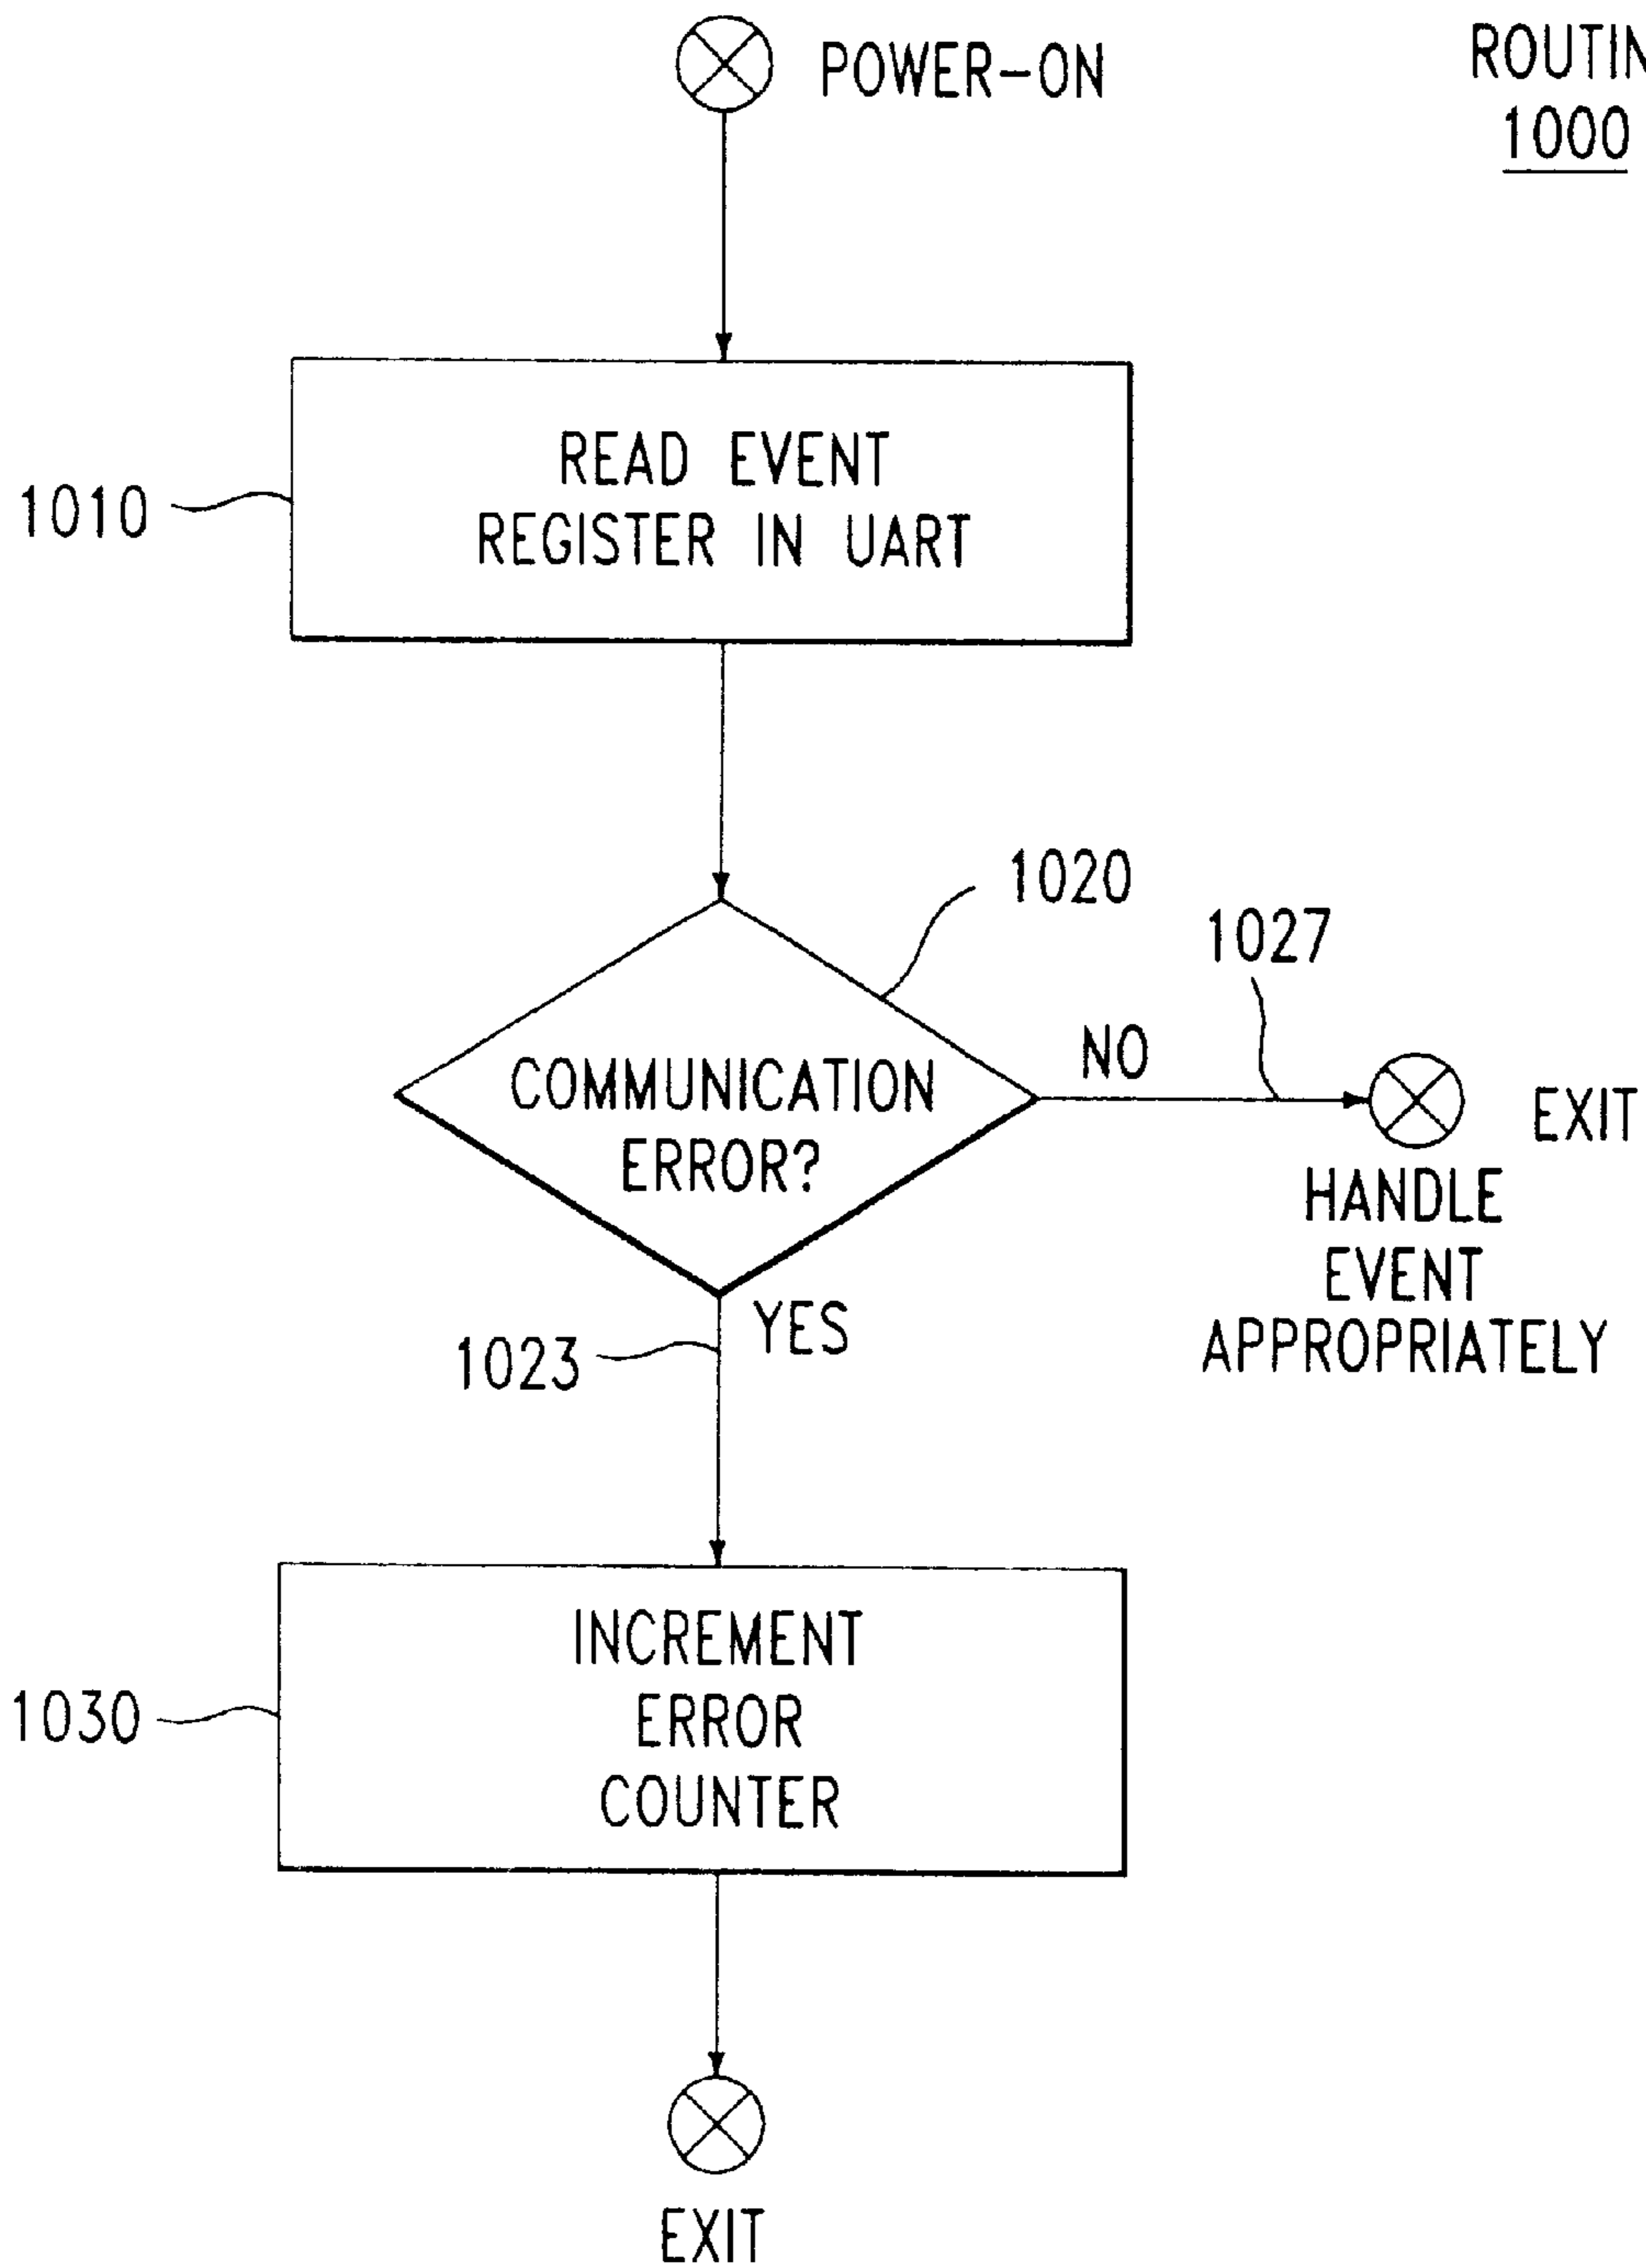 POWER-ON
ROUTIN
1000
READ EVENT
REGISTER IN UART
1010
1020
1027
COMMUNICATION
ERROR?
NO
EXIT
HANDLE
EVENT
APPROPRIATELY
YES
1023
INCREMENT
ERROR
COUNTER
1030
EXIT